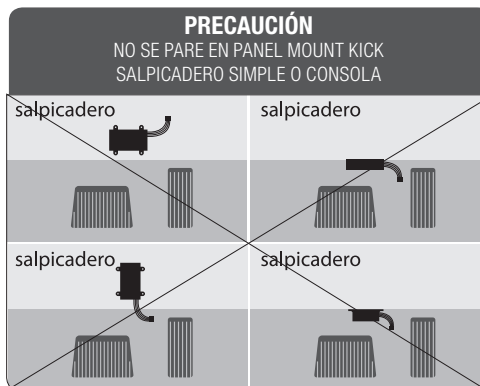 PRECAUCIÓN
NO SE PARE EN PANEL MOUNT KICK
SALPICADERO SIMPLE O CONSOLA
salpicadero
salpicadero
salpicadero
salpicadero